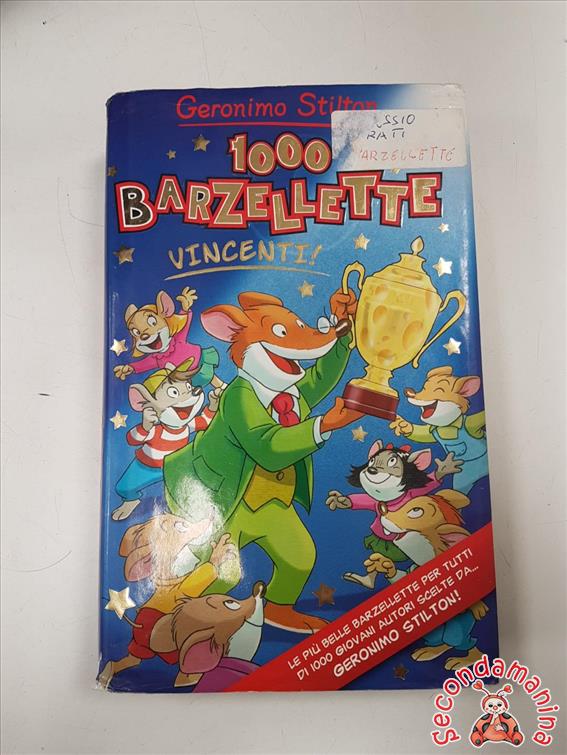 Geronimo Stilton
RATI
1000
BARZELLETTE
VINCENTI!
LE PIÙ BELLE BARZELLETTE PER TUTTI
DI 1000 GIOVANI AUTORI SCELTE DA...
GERONIMO STILTON!
Secondamanina